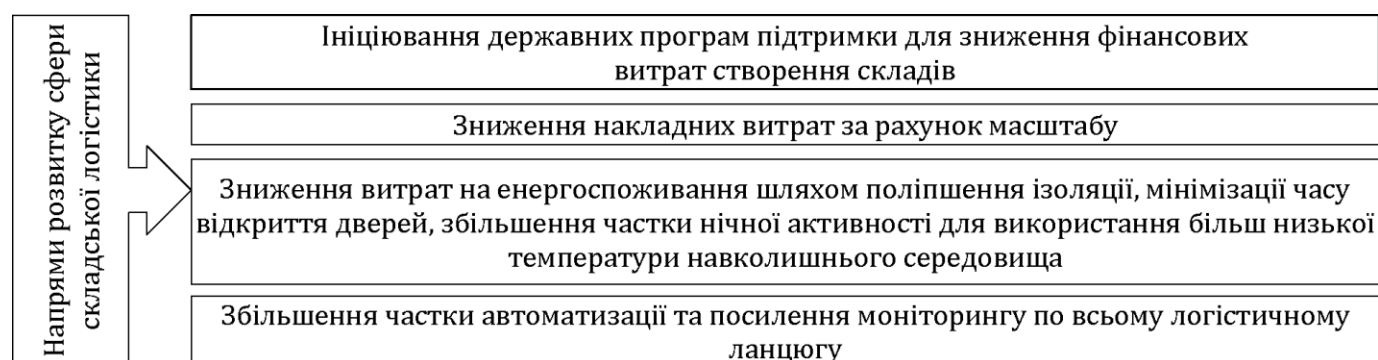 Напрями розвитку сфери
складської логістики
Ініціювання державних програм підтримки для зниження фінансових
витрат створення складів
Зниження накладних витрат за рахунок масштабу
Зниження витрат на енергоспоживання шляхом поліпшення ізоляції, мінімізації часу
відкриття дверей, збільшення частки нічної активності для використання більш низької
температури навколишнього середовища
Збільшення частки автоматизації та посилення моніторингу по всьому логістичному
ланцюгу